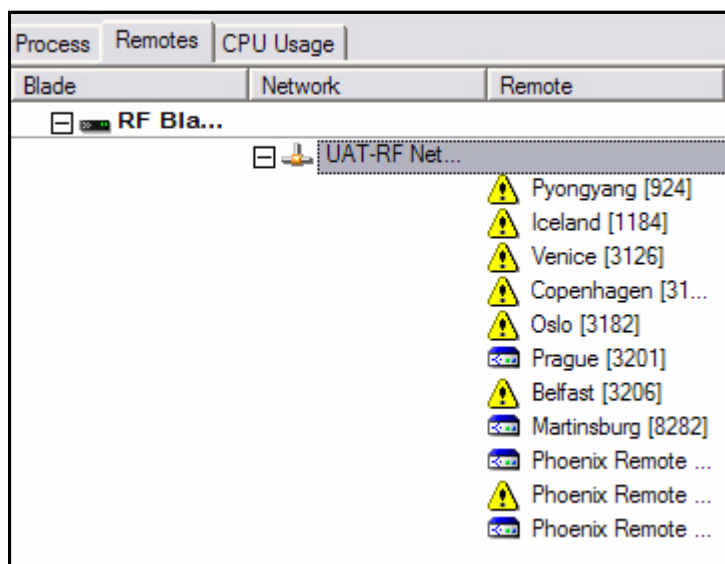 Process Remotes CPU Usage
Blade Network Remote
RF Bla...
UAT-RF Net...
Pyongyang [924]
Iceland [1184]
Venice [3126]
Copenhagen [31...
Oslo [3182]
Prague [3201]
Belfast [3206]
Martinsburg [8282]
Phoenix Remote ...
Phoenix Remote ...
Phoenix Remote ...